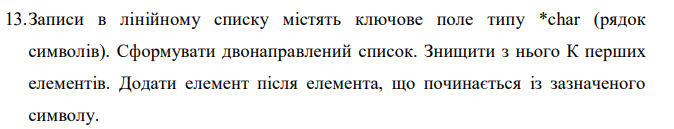 13.Записи в лінійному списку містять ключове поле типу *char (рядок
символів). Сформувати двонаправлений список. Знищити з нього К перших
елементів. Додати елемент після елемента, що починається із зазначеного
символу.